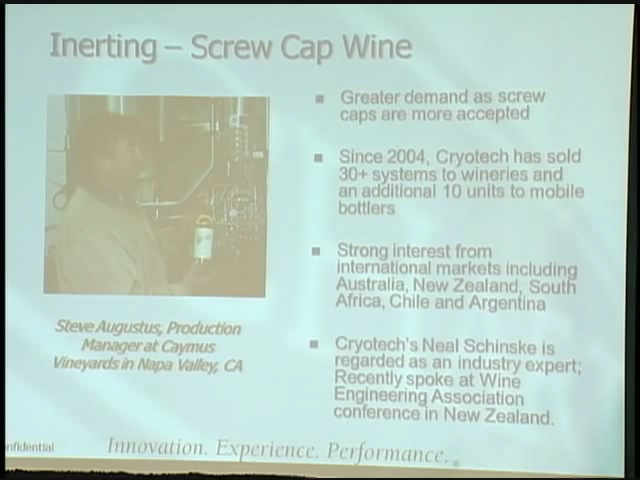 Inerting – Screw Cap Wine
Greater demand as screw
caps are more accepted
Since 2004, Cryotech has sold
30+ systems to wineries and
an additional 10 units to mobile
bottlers
Strong interest from
international markets including
Australia, New Zealand, South
Africa, Chile and Argentina
Cryotech's Neal Schinske is
regarded as an industry expert;
Recently spoke at Wine
Engineering Association
conference in New Zealand.
Steve Augustus, Production
Manager at Caymus
Vineyards in Napa Valley, CA
nfidential
Innovation. Experience. Performance.®